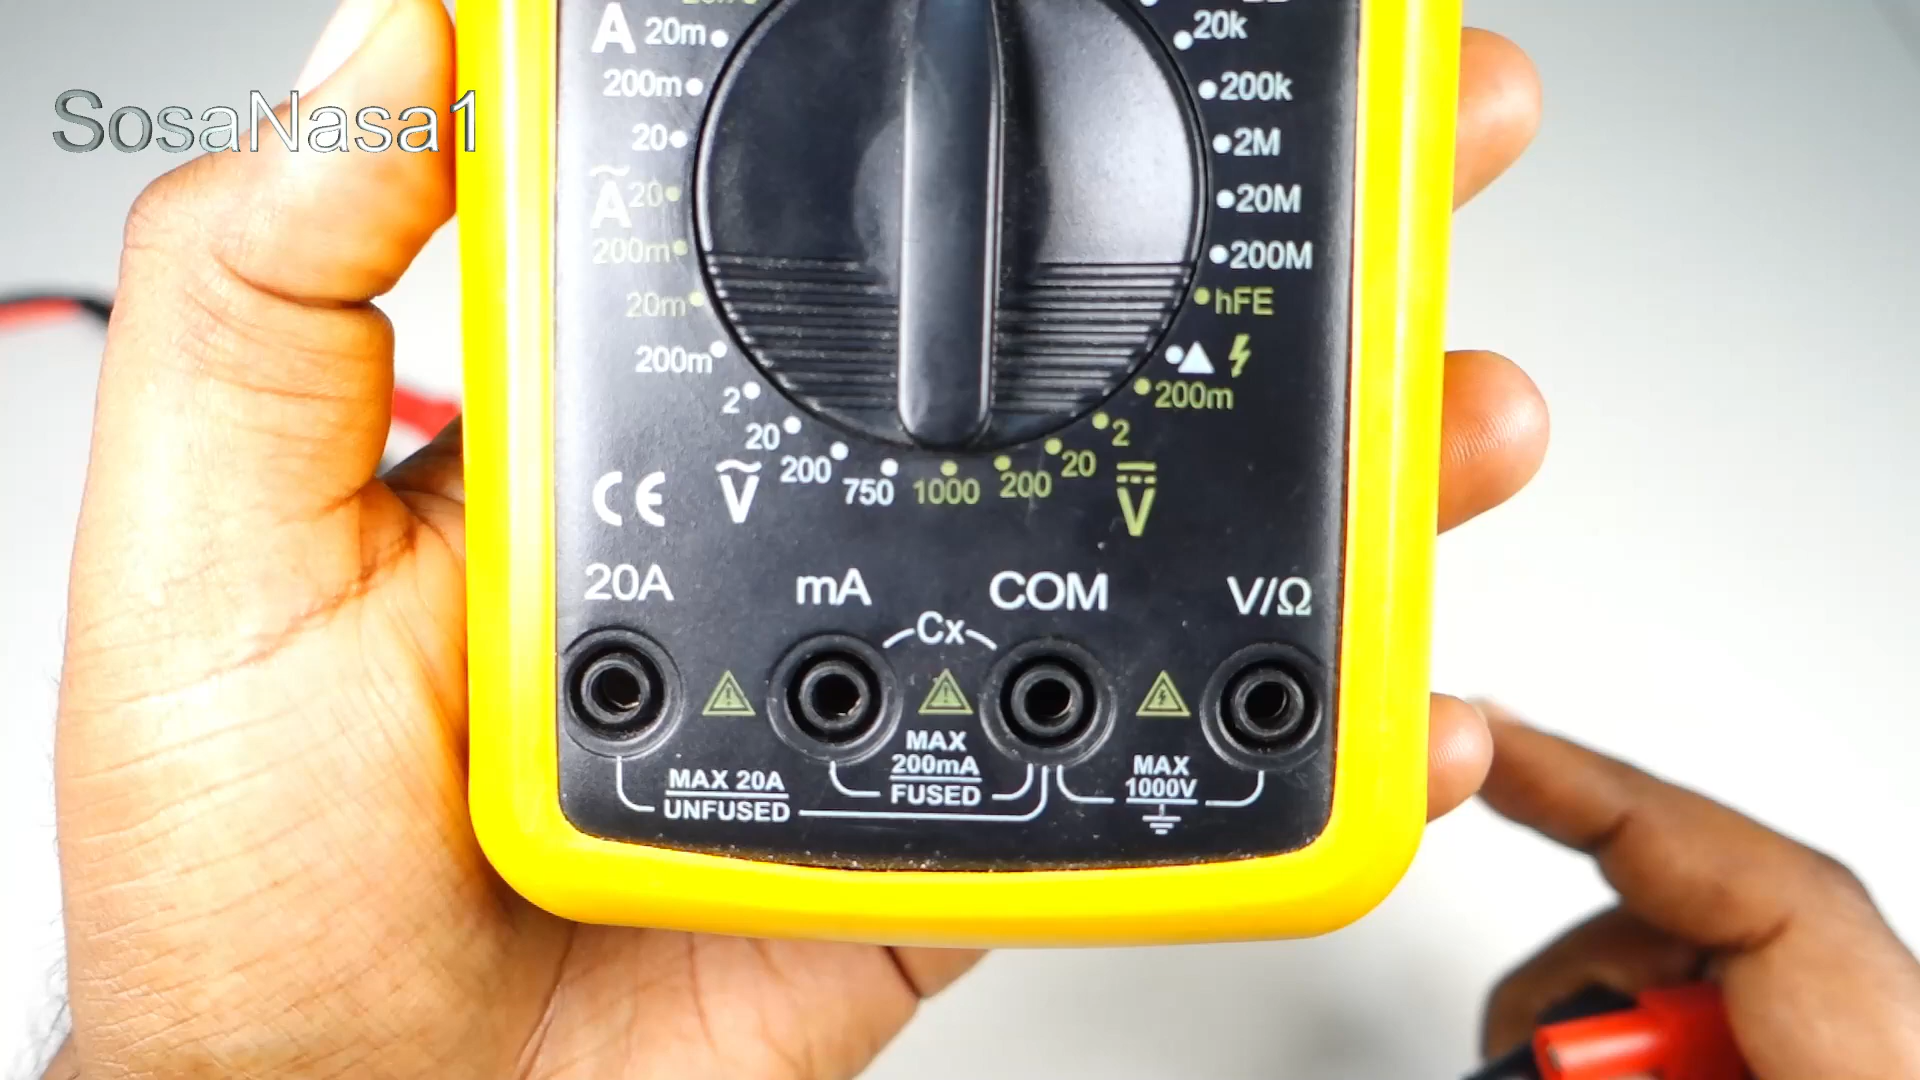 SosaNasa1
A 20m
200m
20
A 20
200m
20m
200m
2
20
200
750
1000
200
20
2
200m
hFE
200M
20M
2M
200k
20k
CE
V
V
20A
mA
COM
V/Ω
Cx
MAX 20A
UNFUSED
MAX
200mA
FUSED
MAX
1000V